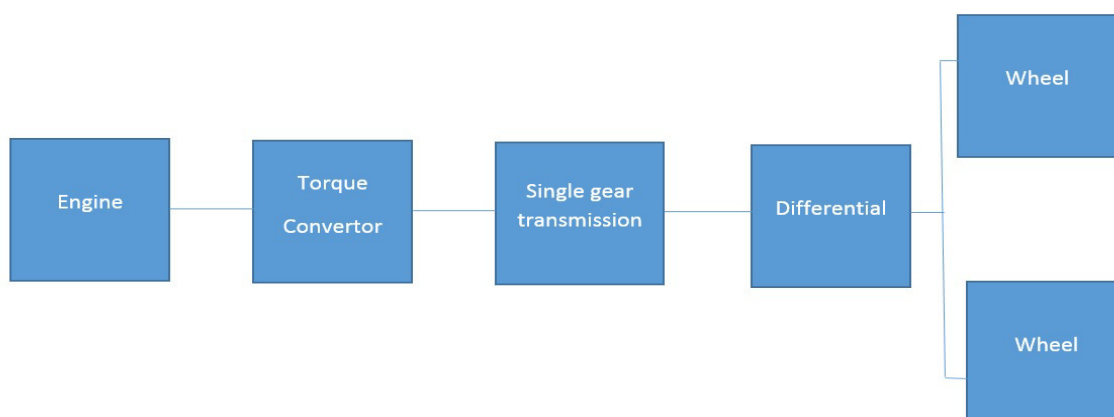 Engine
Torque
Convertor
Single gear
transmission
Differential
Wheel
Wheel